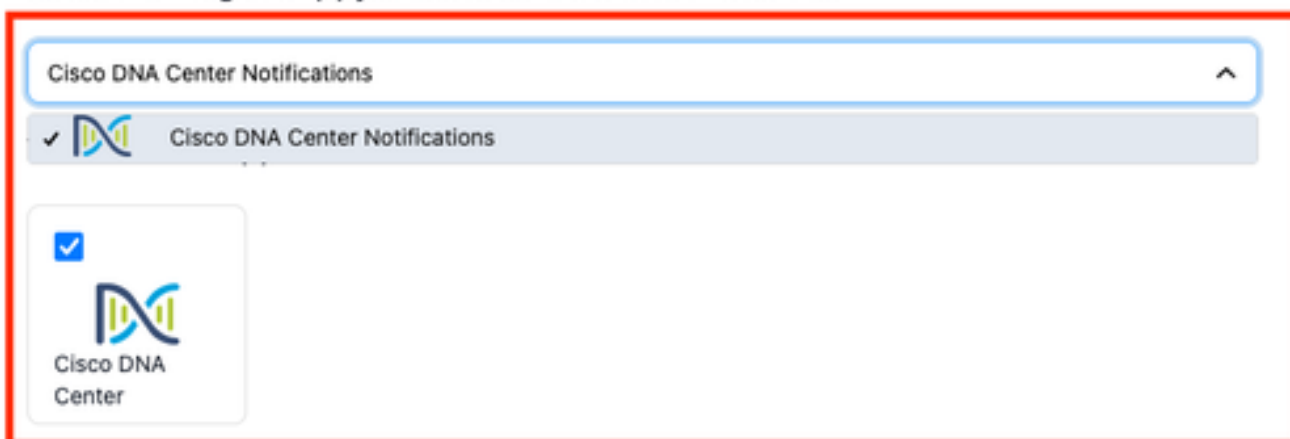 Cisco DNA Center Notifications
Cisco DNA Center Notifications
Cisco DNA
Center